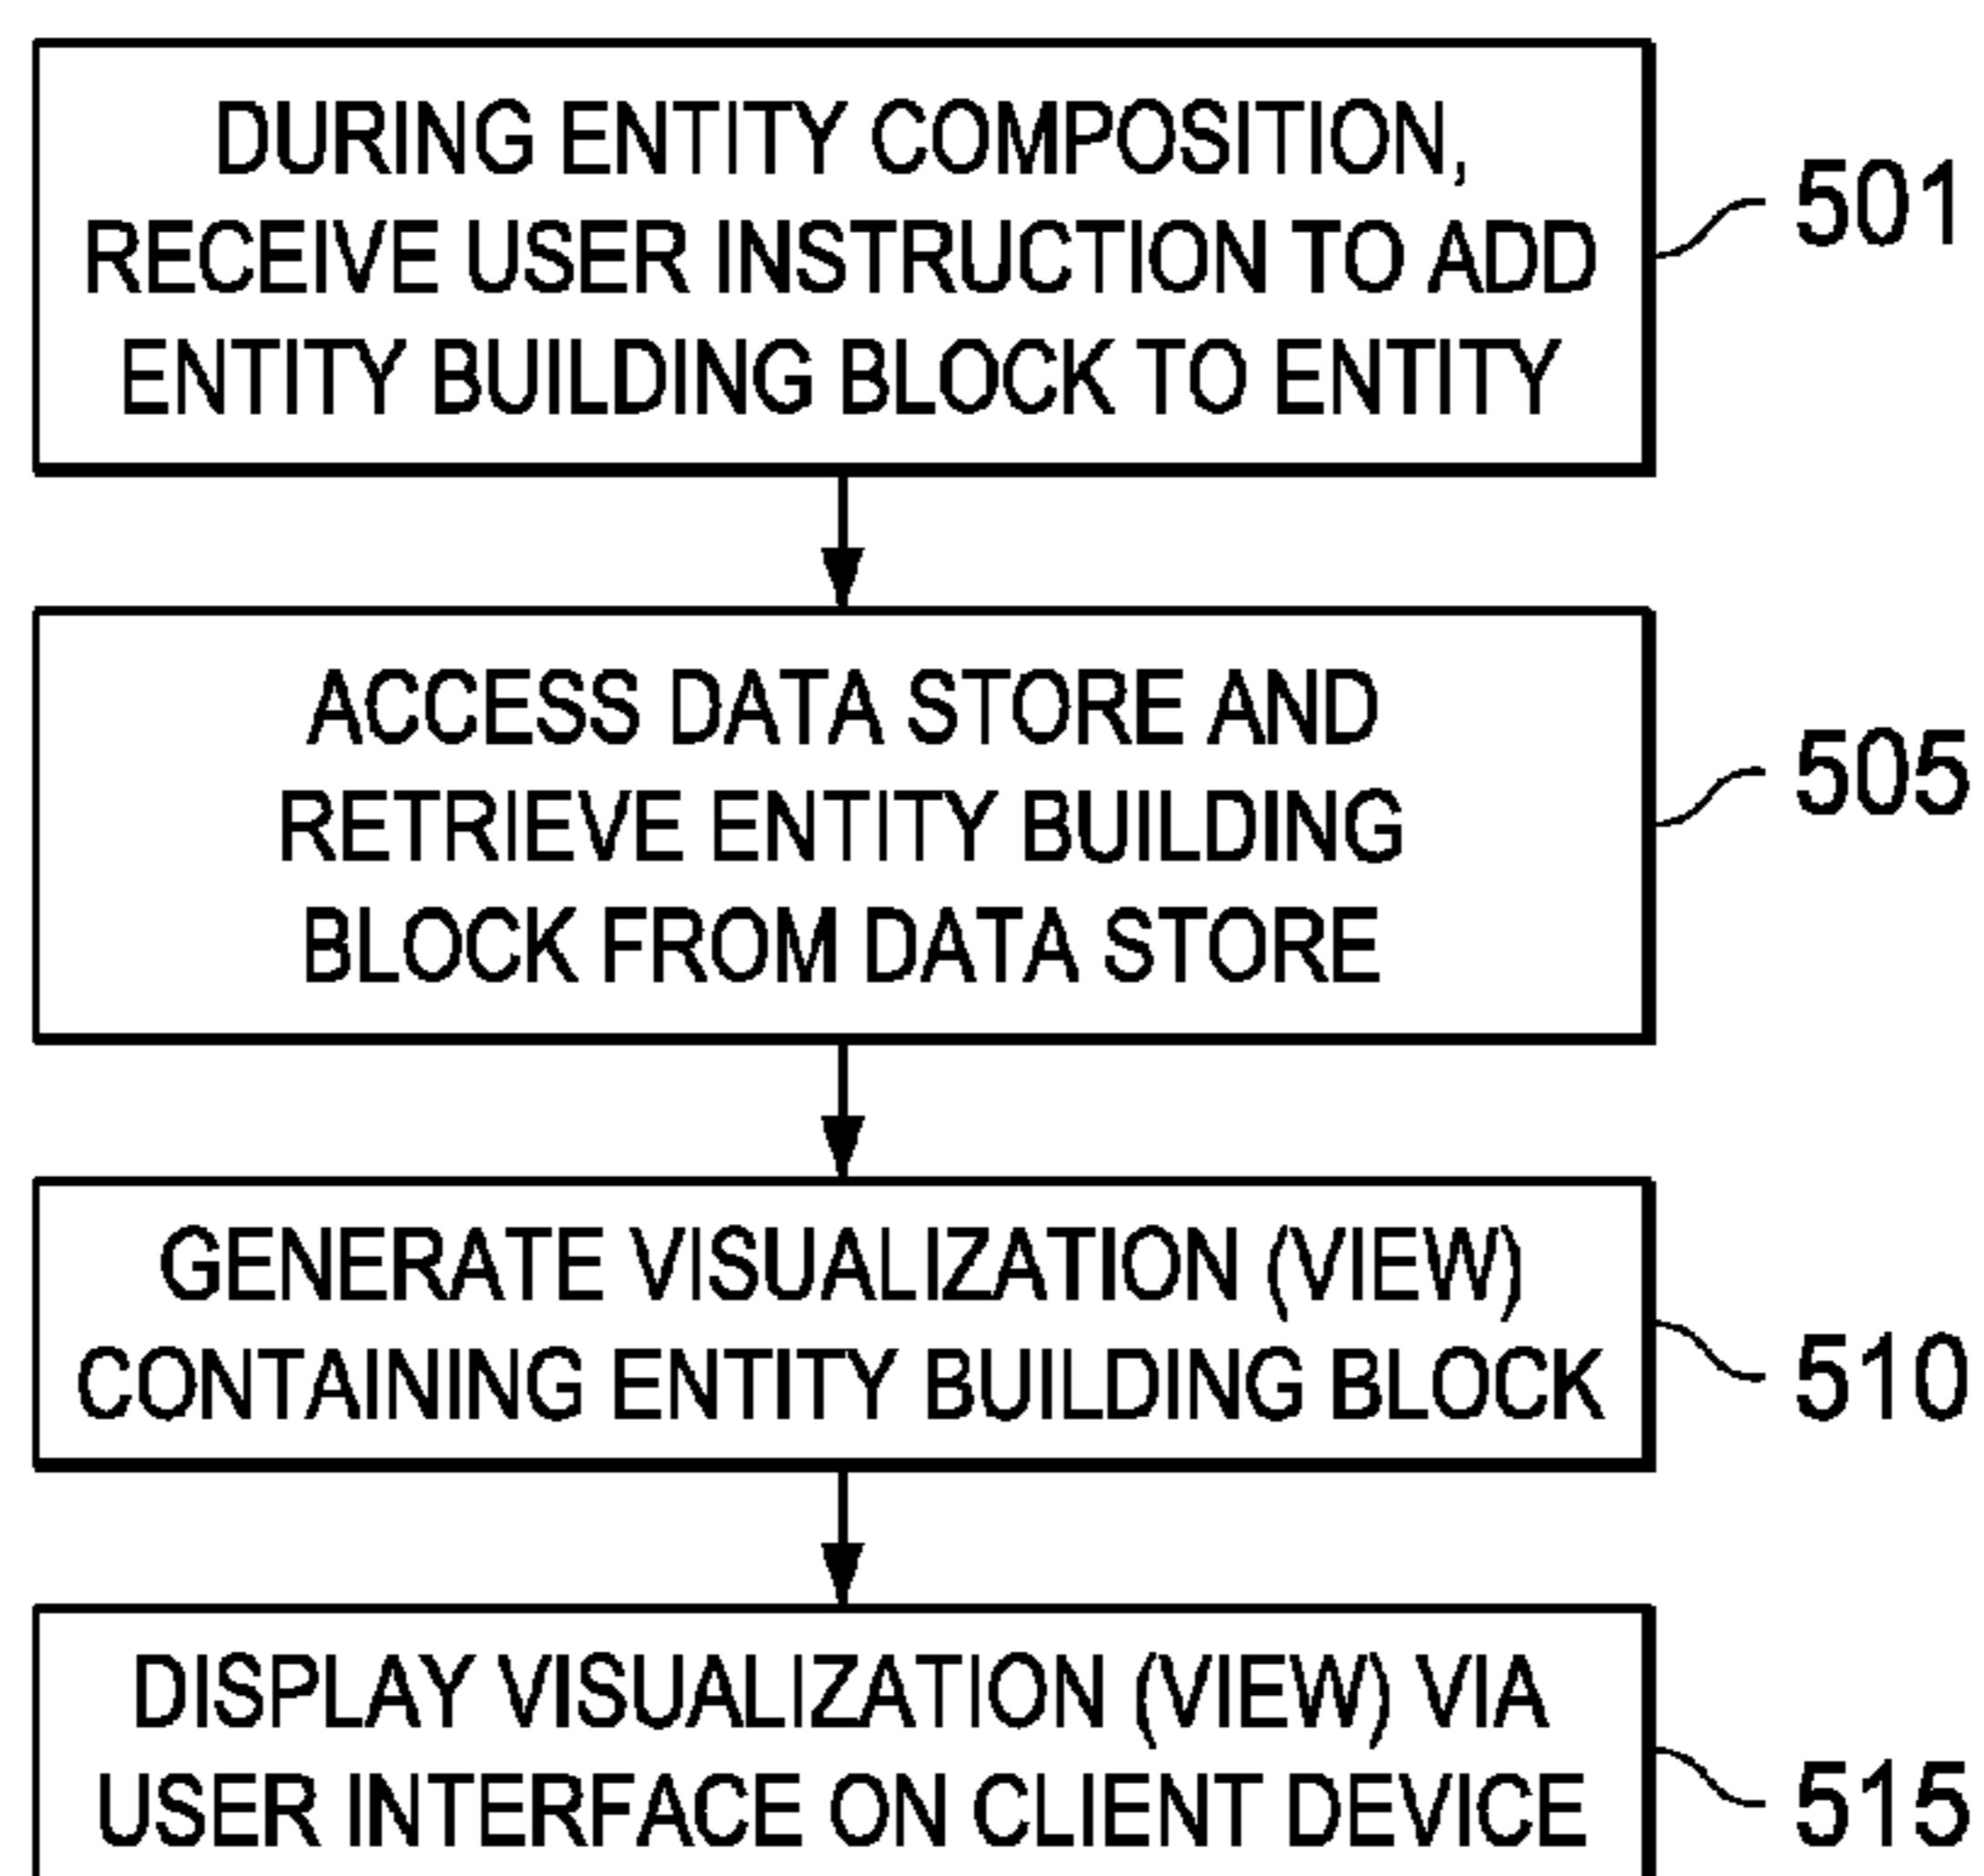 DURING ENTITY COMPOSITION,
RECEIVE USER INSTRUCTION TO ADD
ENTITY BUILDING BLOCK TO ENTITY
501
ACCESS DATA STORE AND
RETRIEVE ENTITY BUILDING
BLOCK FROM DATA STORE
505
GENERATE VISUALIZATION (VIEW)
CONTAINING ENTITY BUILDING BLOCK
510
DISPLAY VISUALIZATION (VIEW) VIA
USER INTERFACE ON CLIENT DEVICE
515